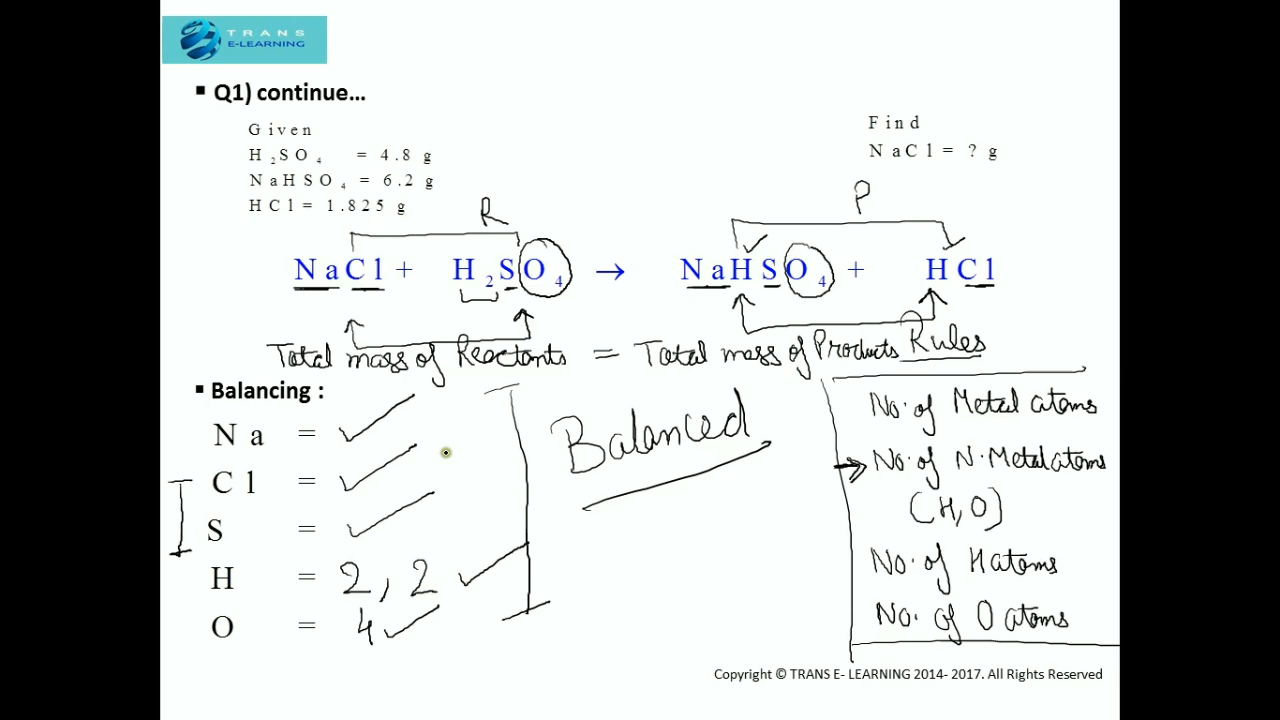 TRANS
E-LEARNING
▪ Q1) continue...
Given
H₂SO₄ = 4.8 g
NaHSO₄ = 6.2 g
HCl = 1.825 g
Find
NaCl = ? g
R
P
NaCl + H₂SO₄ → NaHSO₄ + HCl
Total mass of Reactants = Total mass of Products
▪ Balancing :
Na =
Cl =
S =
H = 2, 2
O = 4
Balanced
Rules
No. of Metal atoms
No. of N. Metal atoms
(H, O)
No. of H atoms
No. of O atoms
Copyright © TRANS E- LEARNING 2014- 2017. All Rights Reserved